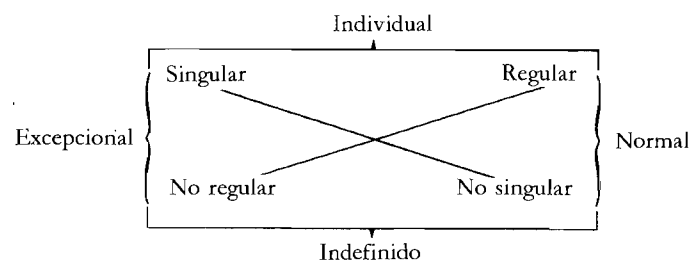 Individual
Singular Regular
Excepcional Normal
No regular No singular
Indefinido